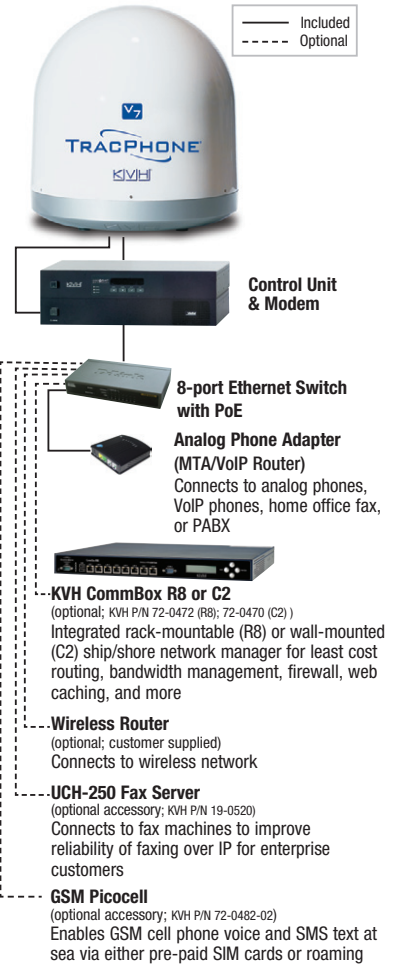 Included
Optional
V7
TRACPHONE
KVH
Control Unit
& Modem
8-port Ethernet Switch
with PoE
Analog Phone Adapter
(MTA/VoIP Router)
Connects to analog phones,
VoIP phones, home office fax,
or PABX
KVH CommBox R8 or C2
(optional; KVH P/N 72-0472 (R8); 72-0470 (C2) )
Integrated rack-mountable (R8) or wall-mounted
(C2) ship/shore network manager for least cost
routing, bandwidth management, firewall, web
caching, and more
Wireless Router
(optional; customer supplied)
Connects to wireless network
UCH-250 Fax Server
(optional accessory; KVH P/N 19-0520)
Connects to fax machines to improve
reliability of faxing over IP for enterprise
customers
GSM Picocell
(optional accessory; KVH P/N 72-0482-02)
Enables GSM cell phone voice and SMS text at
sea via either pre-paid SIM cards or roaming